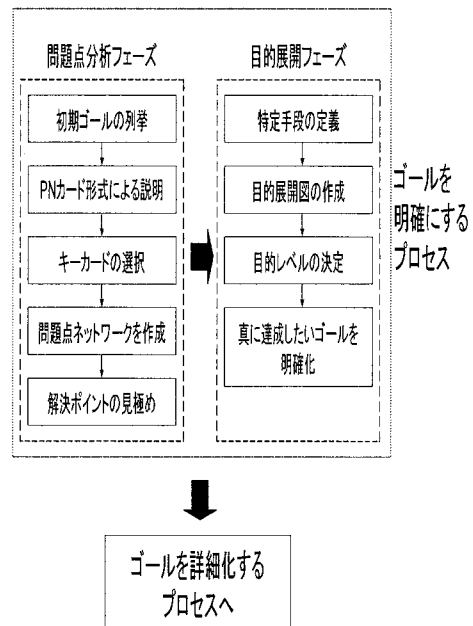 問題点分析フェーズ
初期ゴールの列挙
PNカード形式による説明
キーカードの選択
問題点ネットワークを作成
解決ポイントの見極め
目的展開フェーズ
特定手段の定義
目的展開図の作成
目的レベルの決定
真に達成したいゴールを
明確化
ゴールを
明確にする
プロセス
ゴールを詳細化する
プロセスへ